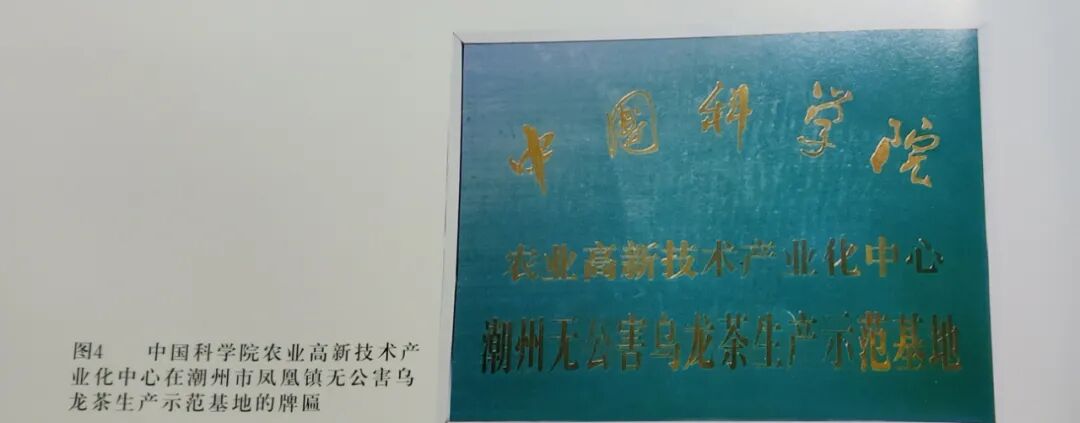 中国科学院
农业高新技术产业化中心
潮州无公害乌龙茶生产示范基地
图4 中国科学院农业高新技术产
业化中心在潮州市凤凰镇无公害乌
龙茶生产示范基地的牌匾